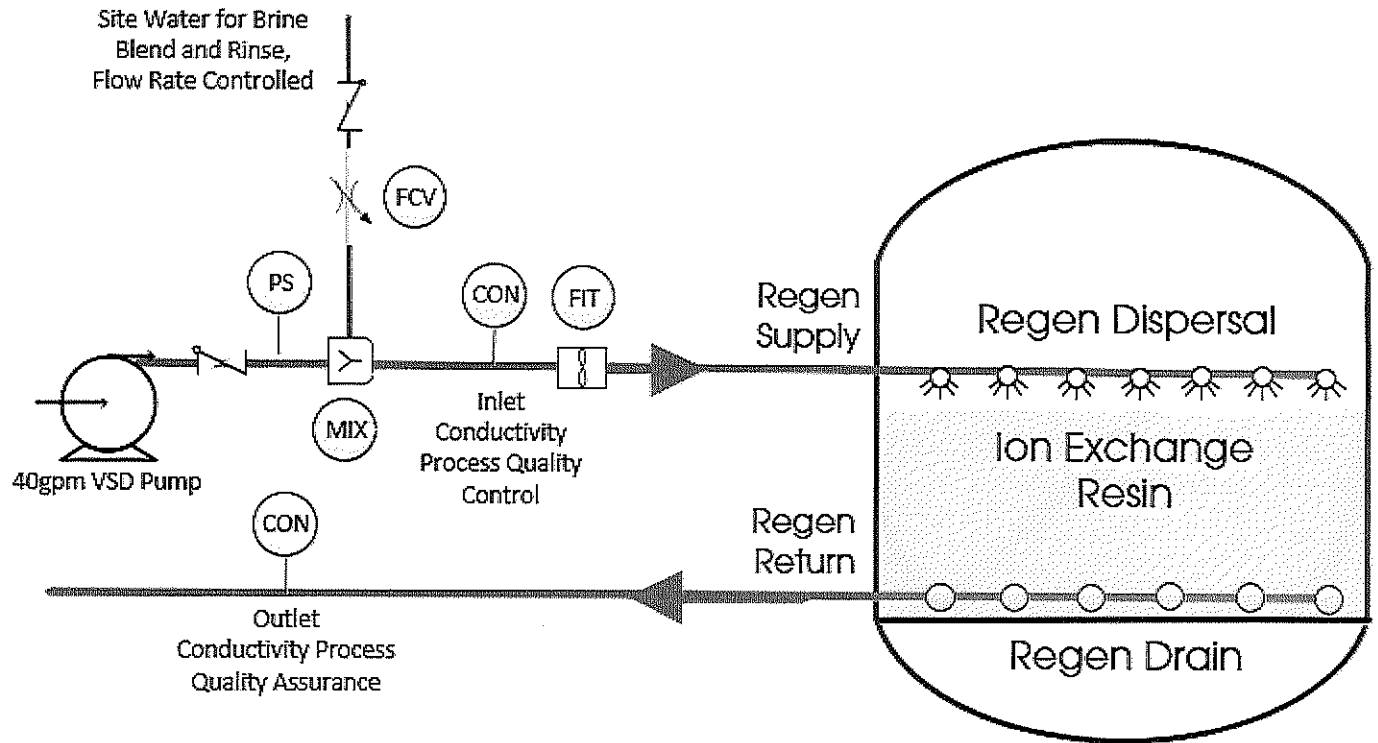 Site Water for Brine
Blend and Rinse,
Flow Rate Controlled
FCV
PS
CON
FIT
MIX
40gpm VSD Pump
Inlet
Conductivity
Process Quality
Control
Regen
Supply
Regen Dispersal
Ion Exchange
Resin
CON
Outlet
Conductivity Process
Quality Assurance
Regen
Return
Regen Drain